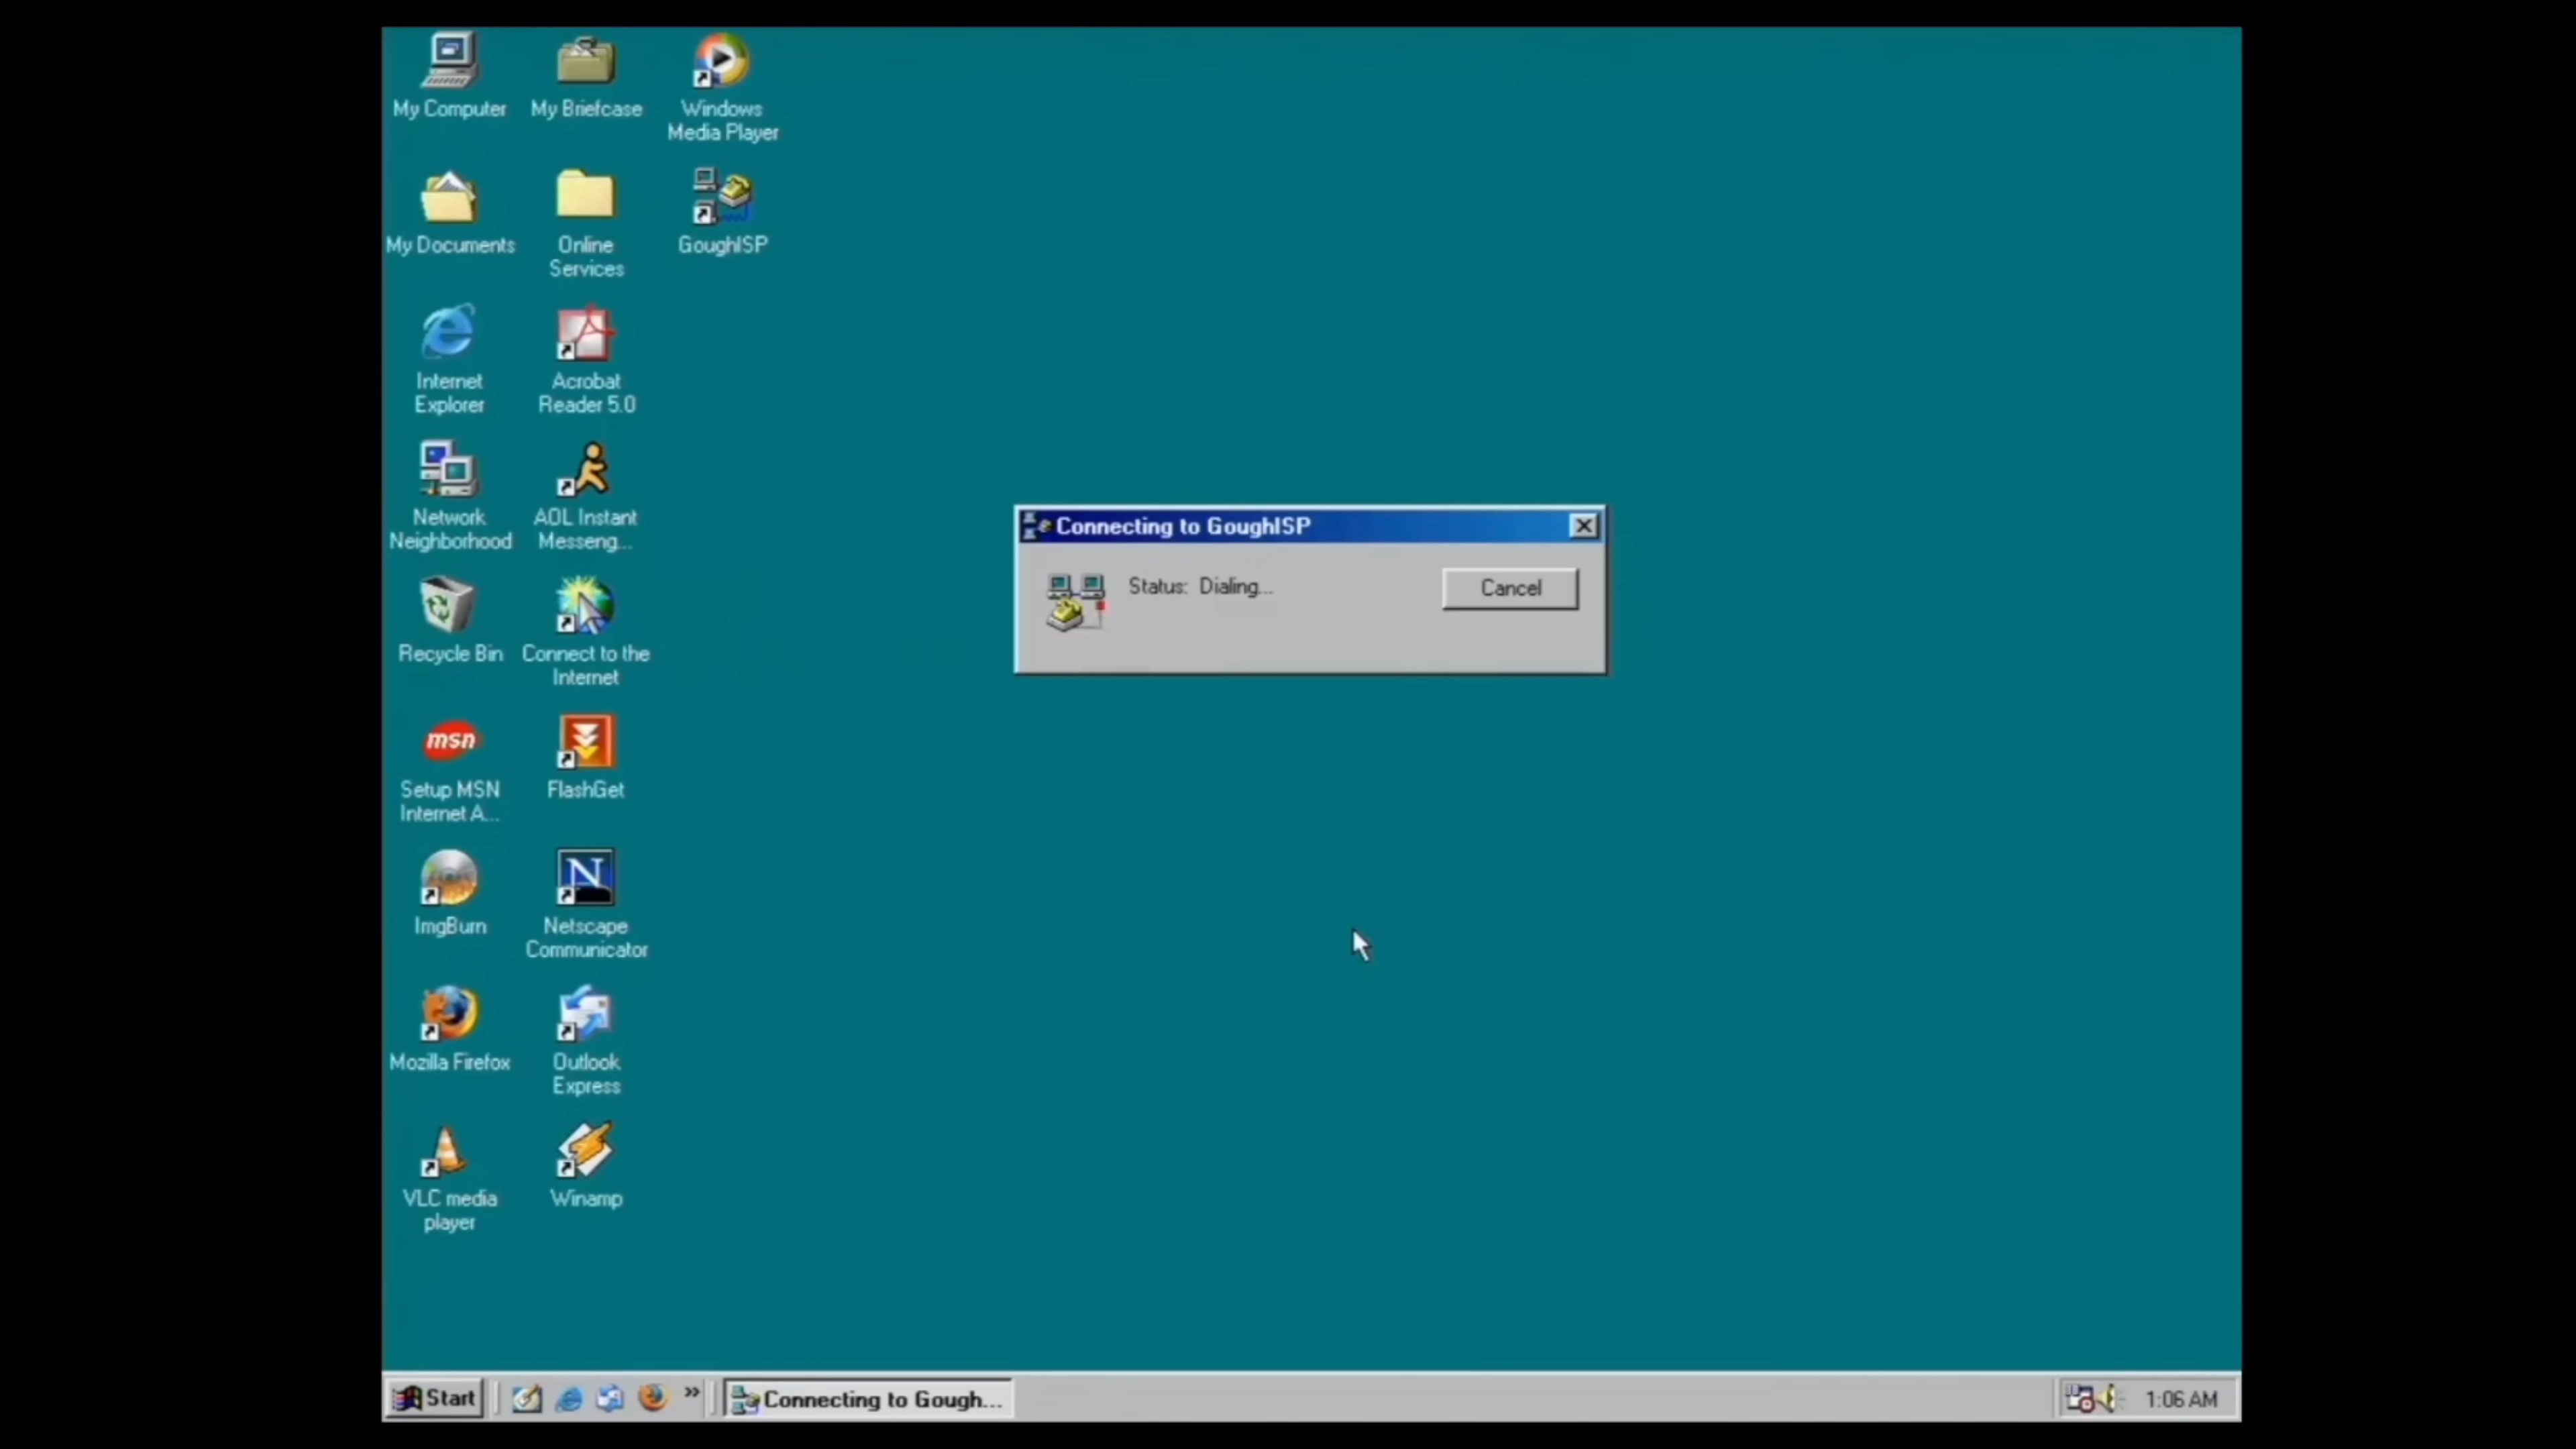 My Computer
My Briefcase
Windows
Media Player
My Documents
Online
Services
GoughISP
Internet
Explorer
Acrobat
Reader 5.0
Network
Neighborhood
AOL Instant
Messeng...
Recycle Bin
Connect to the
Internet
msn
Setup MSN
Internet A...
FlashGet
ImgBurn
N
Netscape
Communicator
Mozilla Firefox
Outlook
Express
VLC media
player
Winamp
Connecting to GoughISP
Status: Dialing...
Cancel
Start
»
Connecting to Gough...
1:06 AM